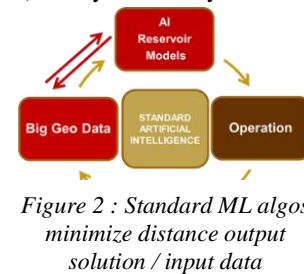 AI
Reservoir
Models
Big Geo Data
STANDARD
ARTIFICIAL
INTELLIGENCE
Operation
Figure 2 : Standard ML algos
minimize distance output
solution / input data